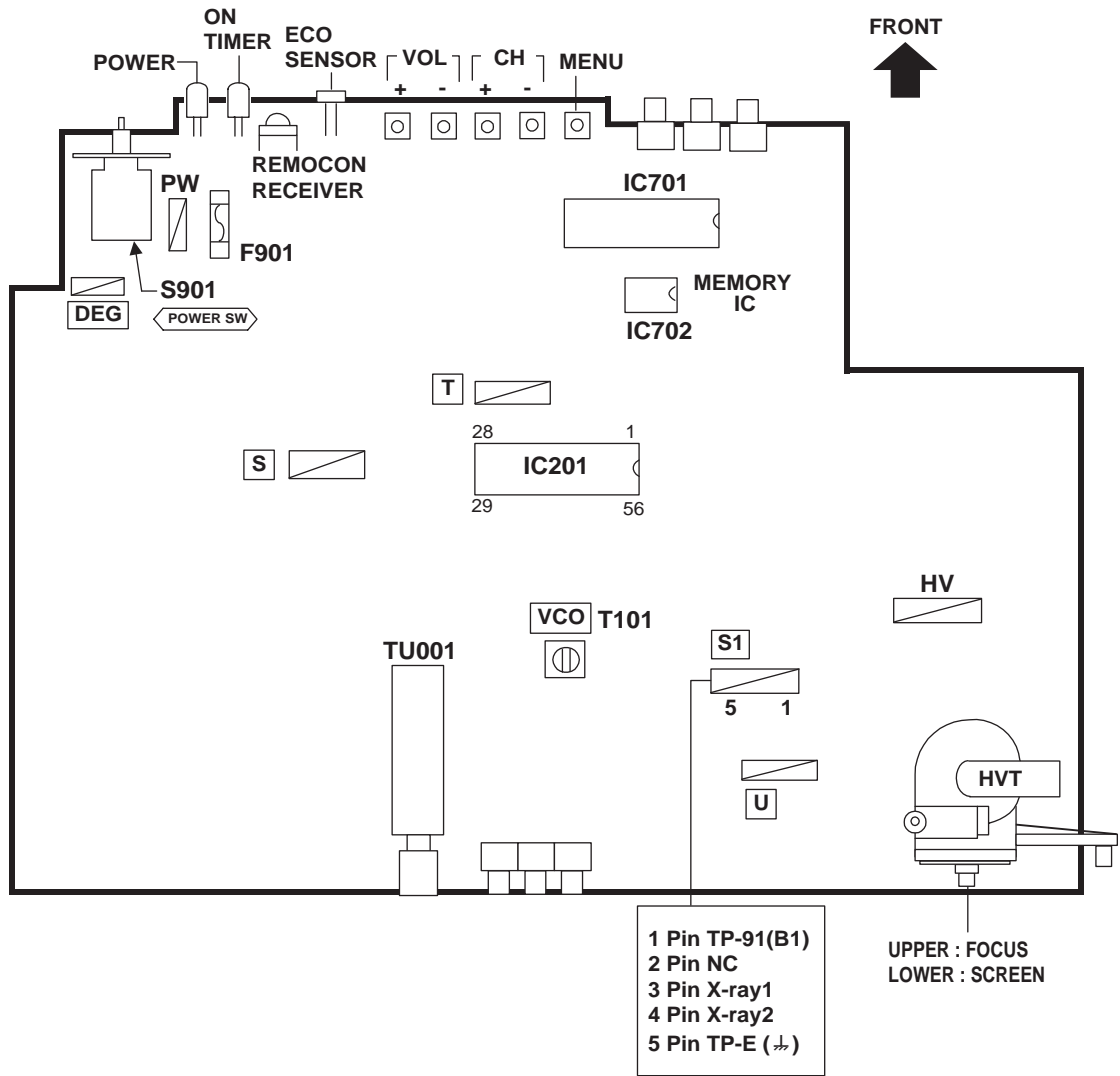 ON
TIMER
ECO
SENSOR
FRONT
POWER
VOL
CH
MENU
+ - + -
REMOCON
RECEIVER
PW
IC701
F901
S901
DEG
POWER SW
MEMORY
IC
IC702
T
28 1
S
IC201
29 56
HV
VCO T101
S1
TU001
5 1
HVT
U
1 Pin TP-91(B1)
2 Pin NC
3 Pin X-ray1
4 Pin X-ray2
5 Pin TP-E (⏚)
UPPER : FOCUS
LOWER : SCREEN